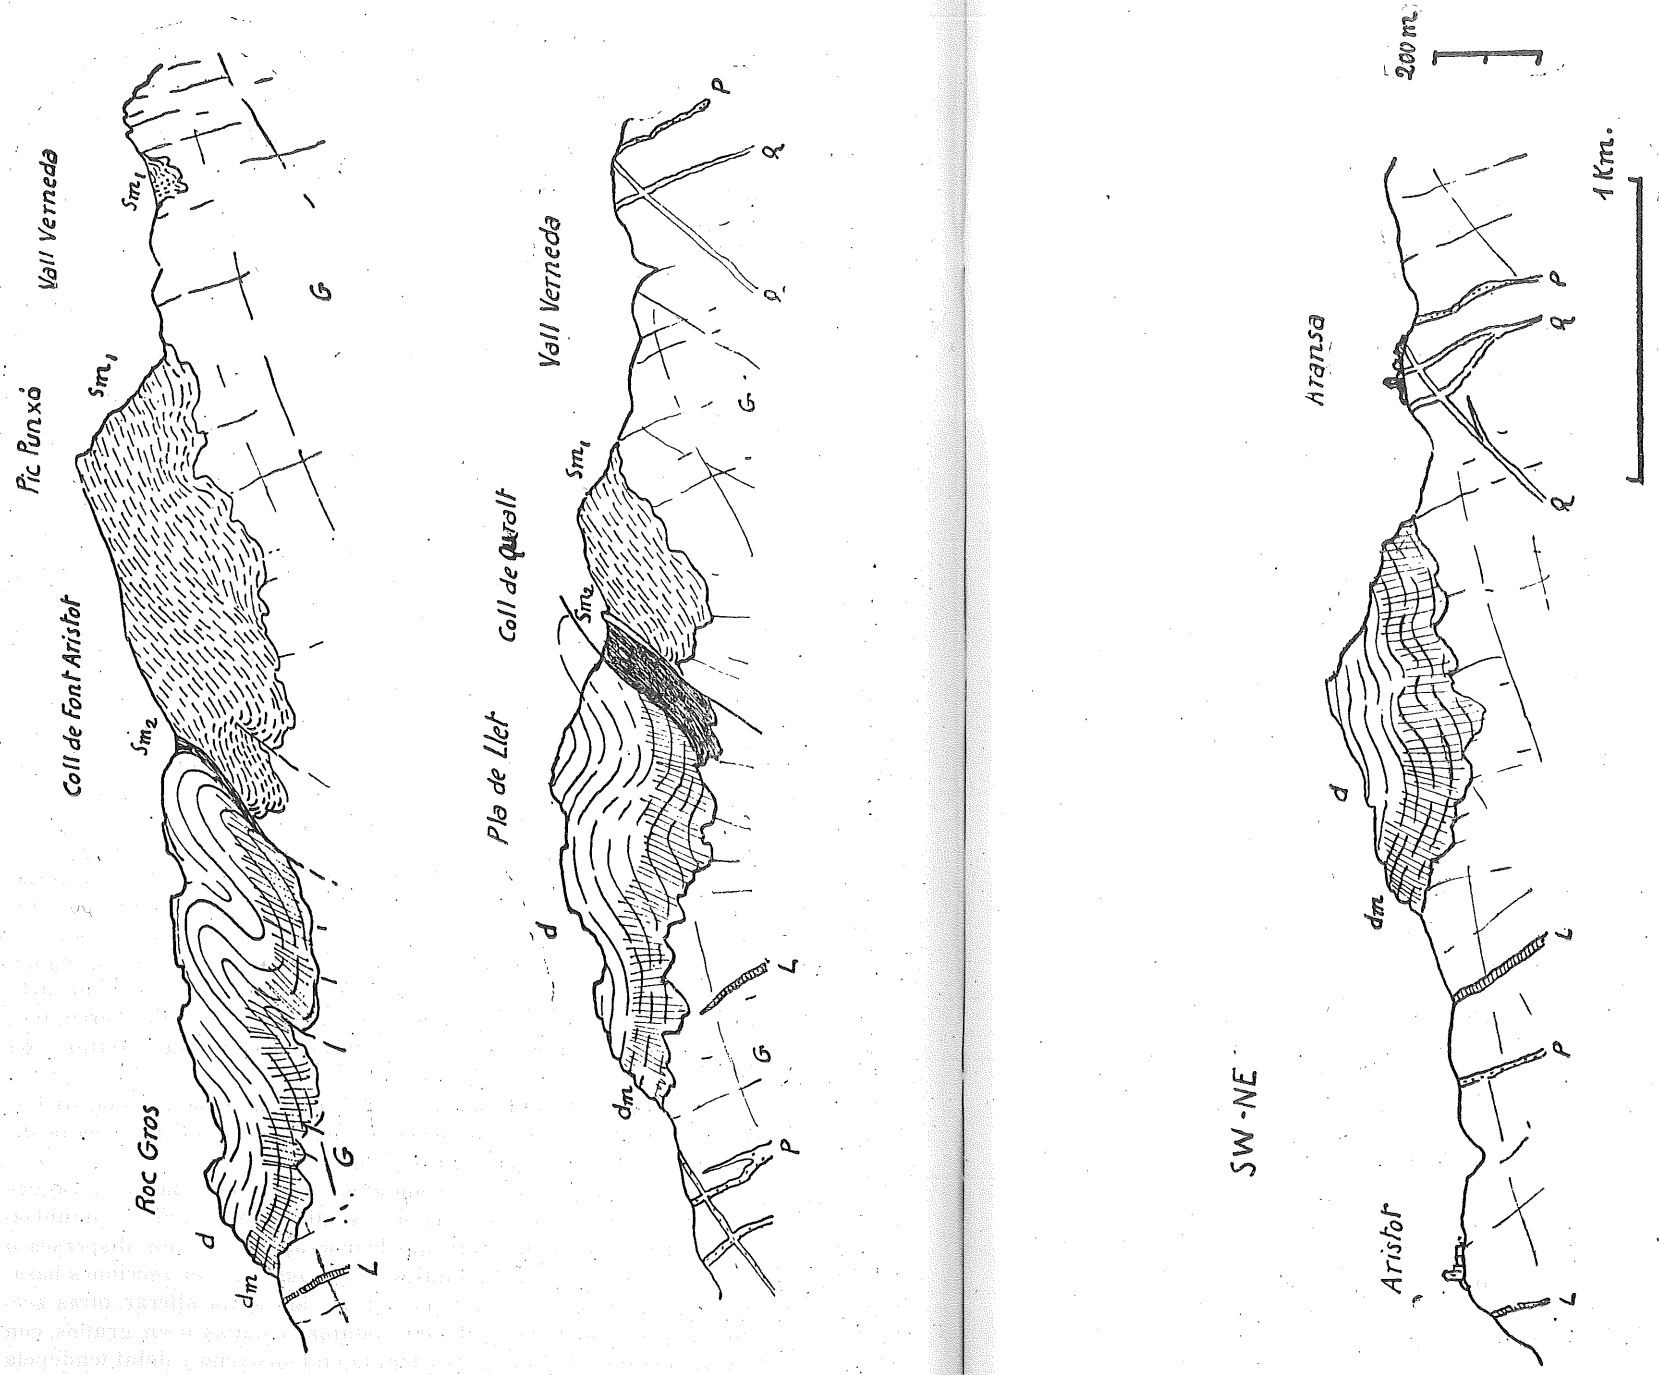 Roc Gros Coll de Font Aristot Pic Punxó Vall Verneda
dm d Sm2 Sm1 Sm1
L G G
Pla de Llet Coll de Quralt Vall Verneda
dm d Sm2 Sm1
P G L G Q Q P
SW-NE
Aristot Aransa
dm d
L P L Q Q P
200 m
1 Km.